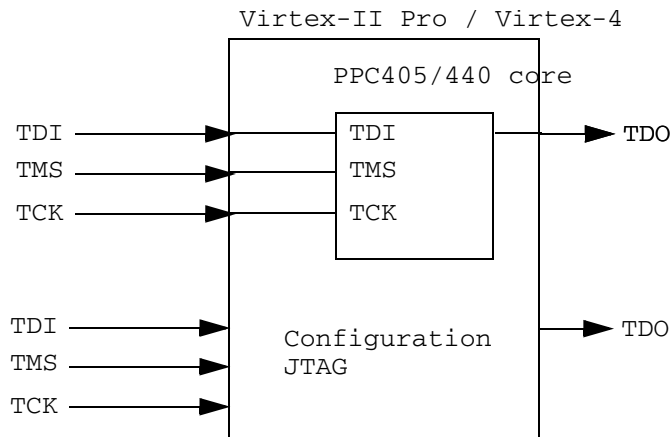 Virtex-II Pro / Virtex-4
PPC405/440 core
TDI
TDI
TDO
TMS
TMS
TCK
TCK
TDI
TDO
Configuration
JTAG
TMS
TCK